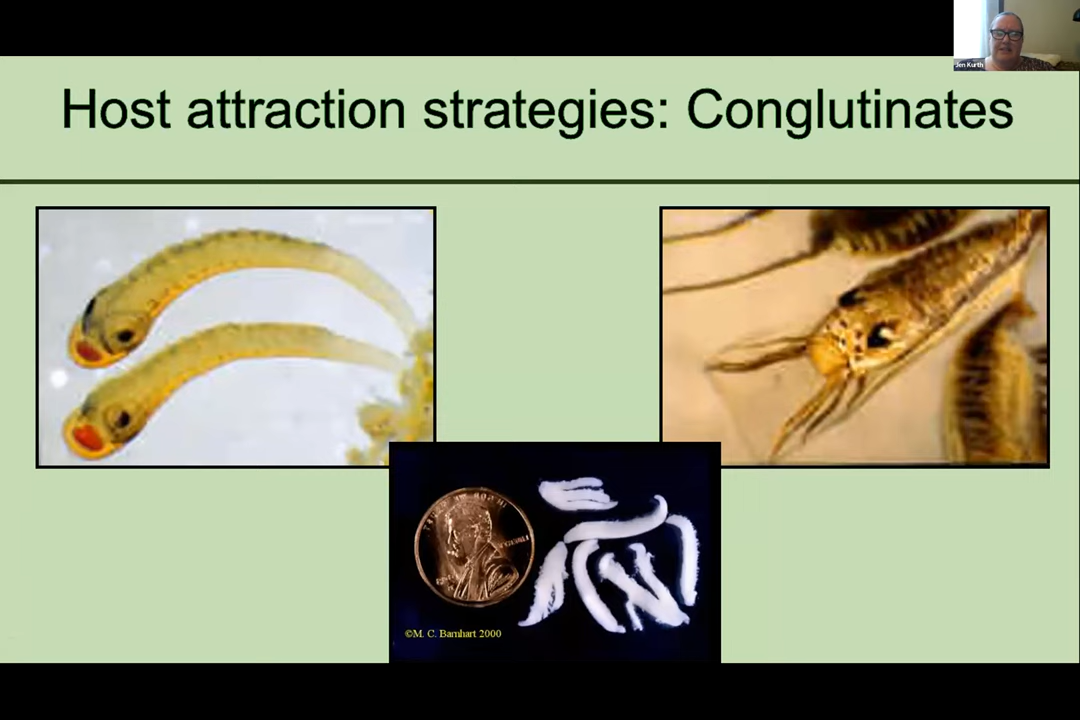 Jen Kurth
Host attraction strategies: Conglutinates
©M. C. Barnhart 2000